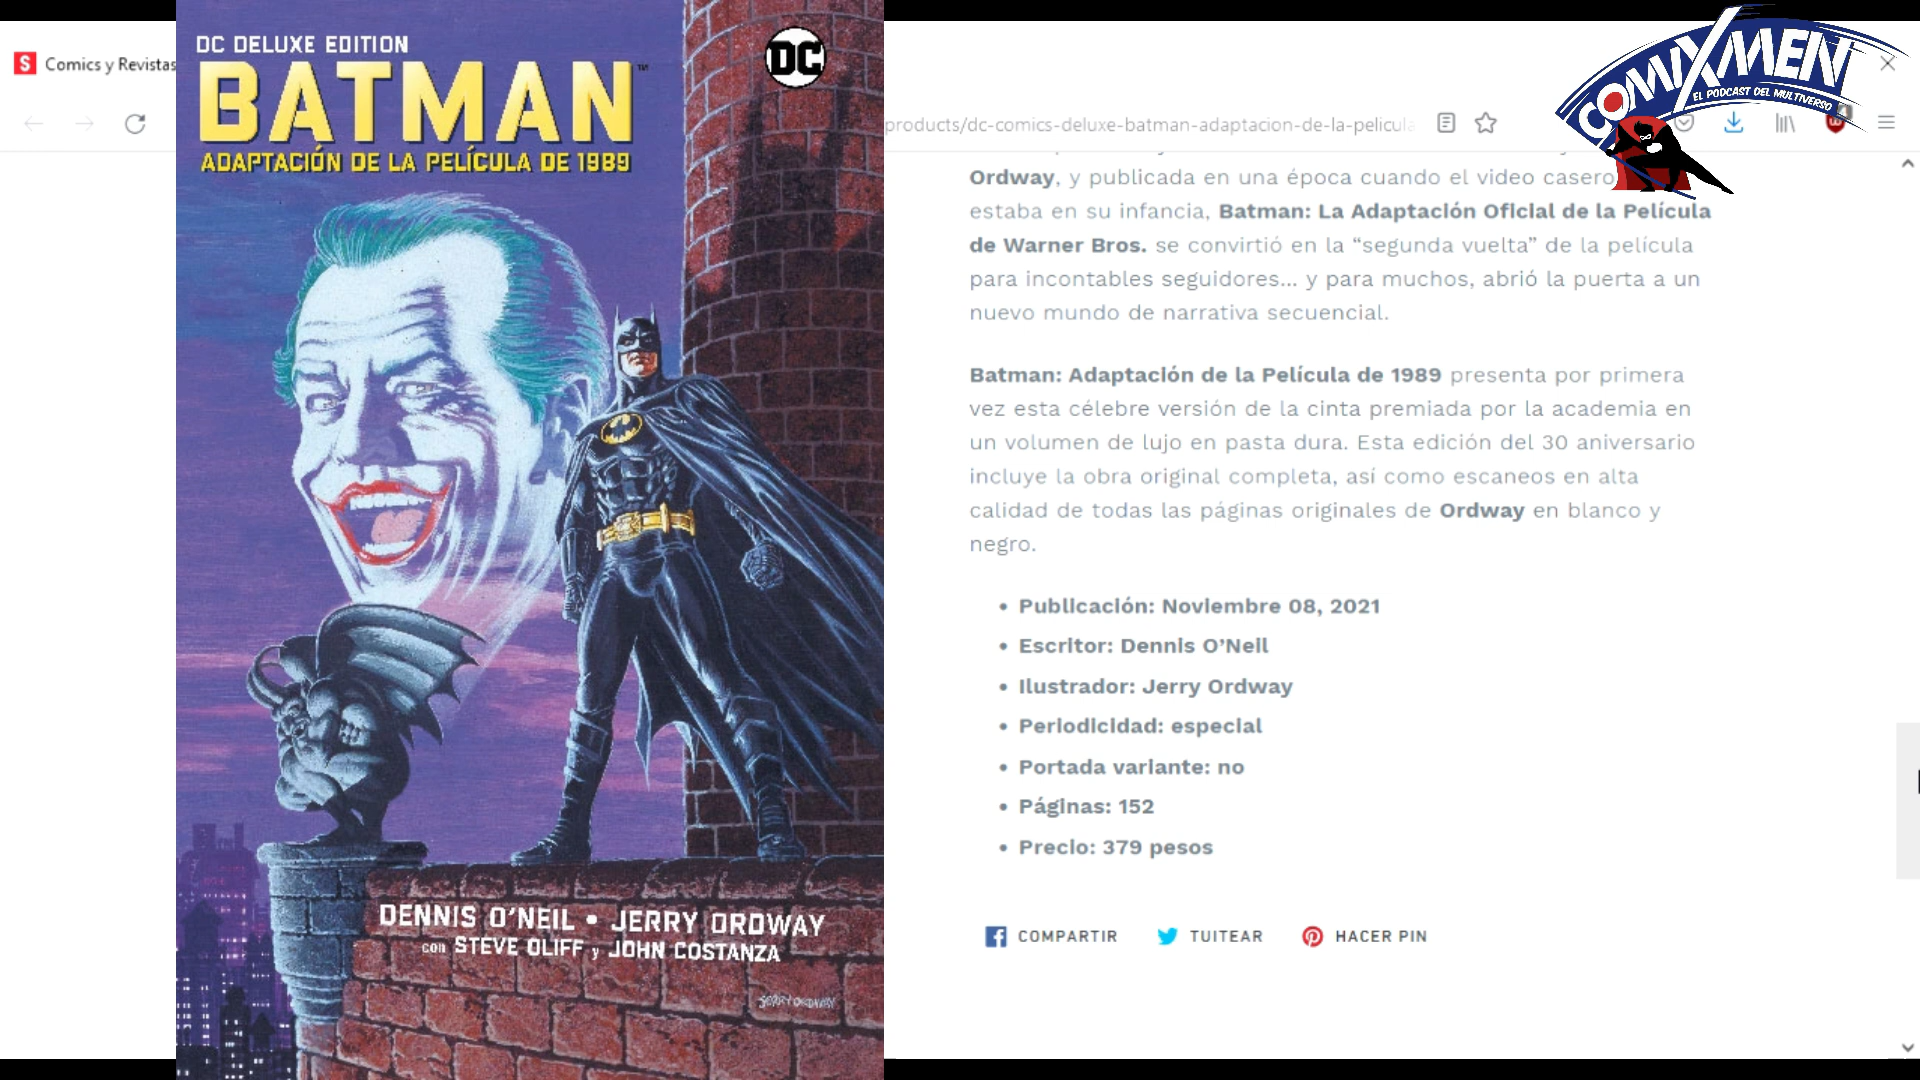 DC DELUXE EDITION
BATMAN™
ADAPTACIÓN DE LA PELÍCULA DE 1989
DC
DENNIS O'NEIL • JERRY ORDWAY
con STEVE OLIFF y JOHN COSTANZA
JERRY ORDWAY
S Comics y Revistas
products/dc-comics-deluxe-batman-adaptacion-de-la-pelicula
COMIXMEN
EL PODCAST DEL MULTIVERSO
Ordway, y publicada en una época cuando el video casero
estaba en su infancia, Batman: La Adaptación Oficial de la Película
de Warner Bros. se convirtió en la “segunda vuelta” de la película
para incontables seguidores... y para muchos, abrió la puerta a un
nuevo mundo de narrativa secuencial.
Batman: Adaptación de la Película de 1989 presenta por primera
vez esta célebre versión de la cinta premiada por la academia en
un volumen de lujo en pasta dura. Esta edición del 30 aniversario
incluye la obra original completa, así como escaneos en alta
calidad de todas las páginas originales de Ordway en blanco y
negro.
• Publicación: Noviembre 08, 2021
• Escritor: Dennis O’Neil
• Ilustrador: Jerry Ordway
• Periodicidad: especial
• Portada variante: no
• Páginas: 152
• Precio: 379 pesos
COMPARTIR
TUITEAR
HACER PIN